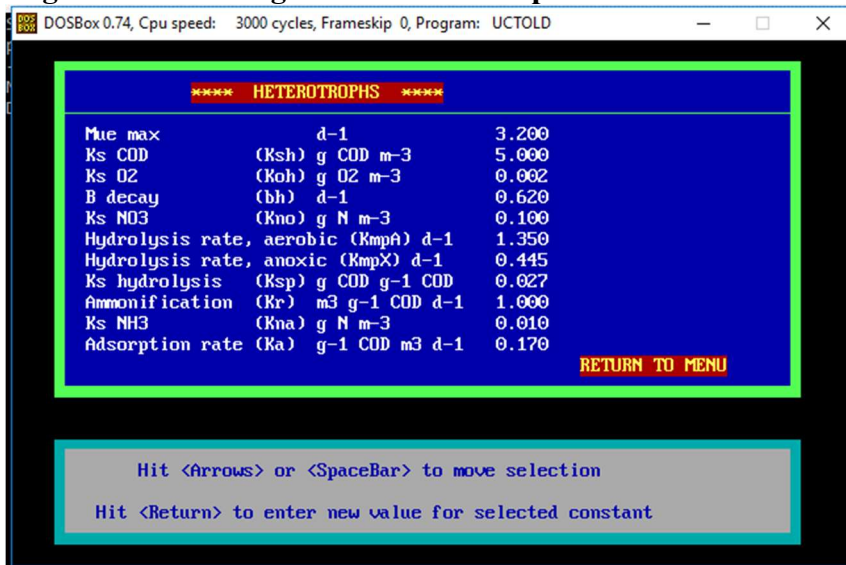 DOSBox 0.74, Cpu speed: 3000 cycles, Frameskip 0, Program: UCTOLD
**** HETEROTROPHS ****
Mue max d-1 3.200
Ks COD (Ksh) g COD m-3 5.000
Ks O2 (Koh) g O2 m-3 0.002
B decay (bh) d-1 0.620
Ks NO3 (Kno) g N m-3 0.100
Hydrolysis rate, aerobic (KmpA) d-1 1.350
Hydrolysis rate, anoxic (KmpX) d-1 0.445
Ks hydrolysis (Ksp) g COD g-1 COD 0.027
Ammonification (Kr) m3 g-1 COD d-1 1.000
Ks NH3 (Kna) g N m-3 0.010
Adsorption rate (Ka) g-1 COD m3 d-1 0.170
RETURN TO MENU
Hit <Arrows> or <SpaceBar> to move selection
Hit <Return> to enter new value for selected constant